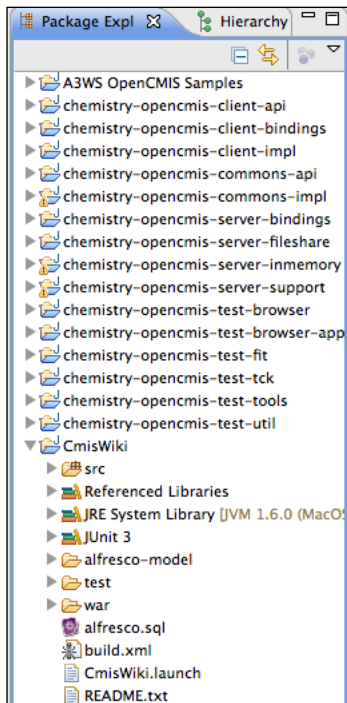 Package Expl Hierarchy
A3WS OpenCMIS Samples
chemistry-opencmis-client-api
chemistry-opencmis-client-bindings
chemistry-opencmis-client-impl
chemistry-opencmis-commons-api
chemistry-opencmis-commons-impl
chemistry-opencmis-server-bindings
chemistry-opencmis-server-fileshare
chemistry-opencmis-server-inmemory
chemistry-opencmis-server-support
chemistry-opencmis-test-browser
chemistry-opencmis-test-browser-app
chemistry-opencmis-test-fit
chemistry-opencmis-test-tck
chemistry-opencmis-test-tools
chemistry-opencmis-test-util
CmisWiki
src
Referenced Libraries
JRE System Library [JVM 1.6.0 (MacOS
JUnit 3
alfresco-model
test
war
alfresco.sql
build.xml
CmisWiki.launch
README.txt